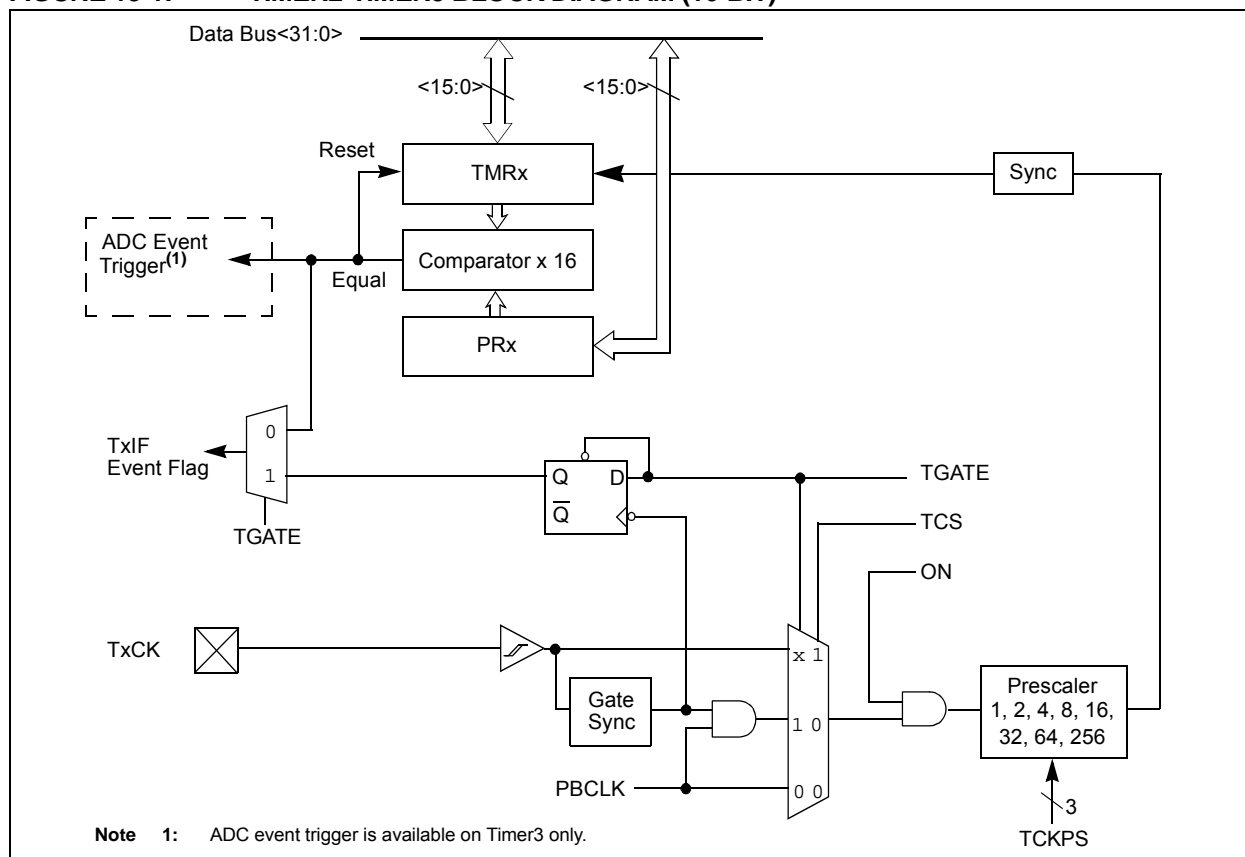 Data Bus<31:0>
<15:0>
<15:0>
Reset
TMRx
Sync
ADC Event
Trigger(1)
Equal
Comparator x 16
PRx
0
TxIF
Event Flag
1
TGATE
Q
D
Q
TGATE
TCS
ON
TxCK
x 1
Gate
Sync
1 0
Prescaler
1, 2, 4, 8, 16,
32, 64, 256
PBCLK
0 0
3
TCKPS
Note 1: ADC event trigger is available on Timer3 only.